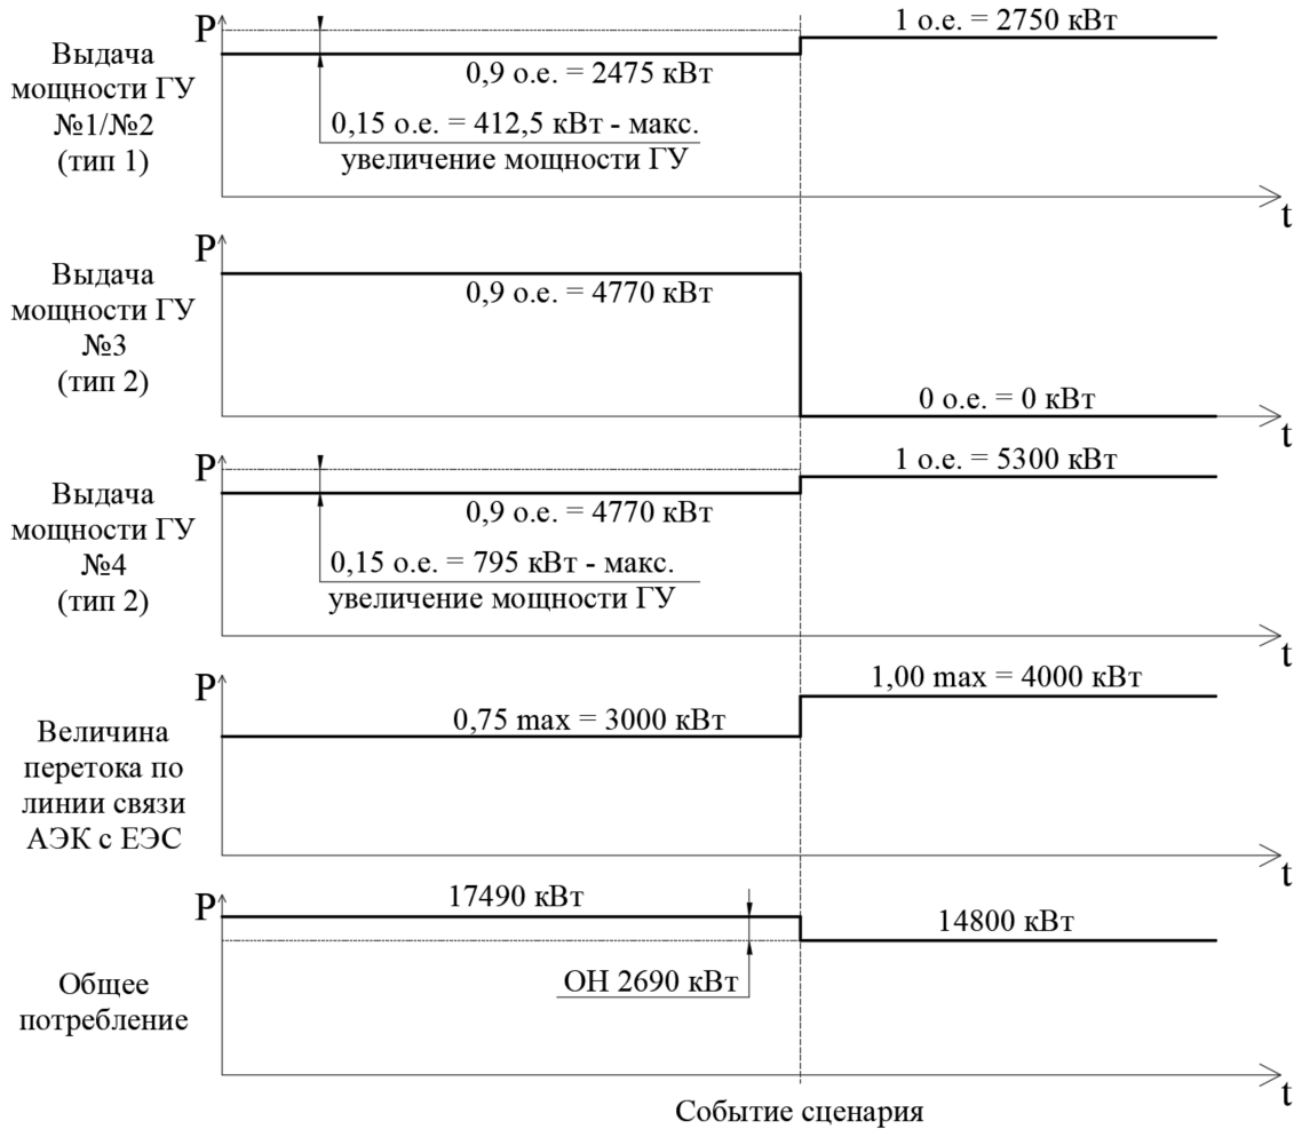 P
1 о.е. = 2750 кВт
Выдача
мощности ГУ
№1/№2
(тип 1)
0,9 о.е. = 2475 кВт
0,15 о.е. = 412,5 кВт - макс.
увеличение мощности ГУ
t
P
Выдача
мощности ГУ
№3
(тип 2)
0,9 о.е. = 4770 кВт
0 о.е. = 0 кВт
t
P
1 о.е. = 5300 кВт
Выдача
мощности ГУ
№4
(тип 2)
0,9 о.е. = 4770 кВт
0,15 о.е. = 795 кВт - макс.
увеличение мощности ГУ
t
P
1,00 max = 4000 кВт
0,75 max = 3000 кВт
Величина
перетока по
линии связи
АЭК с ЕЭС
t
P
17490 кВт
14800 кВт
ОН 2690 кВт
Общее
потребление
t
Событие сценария